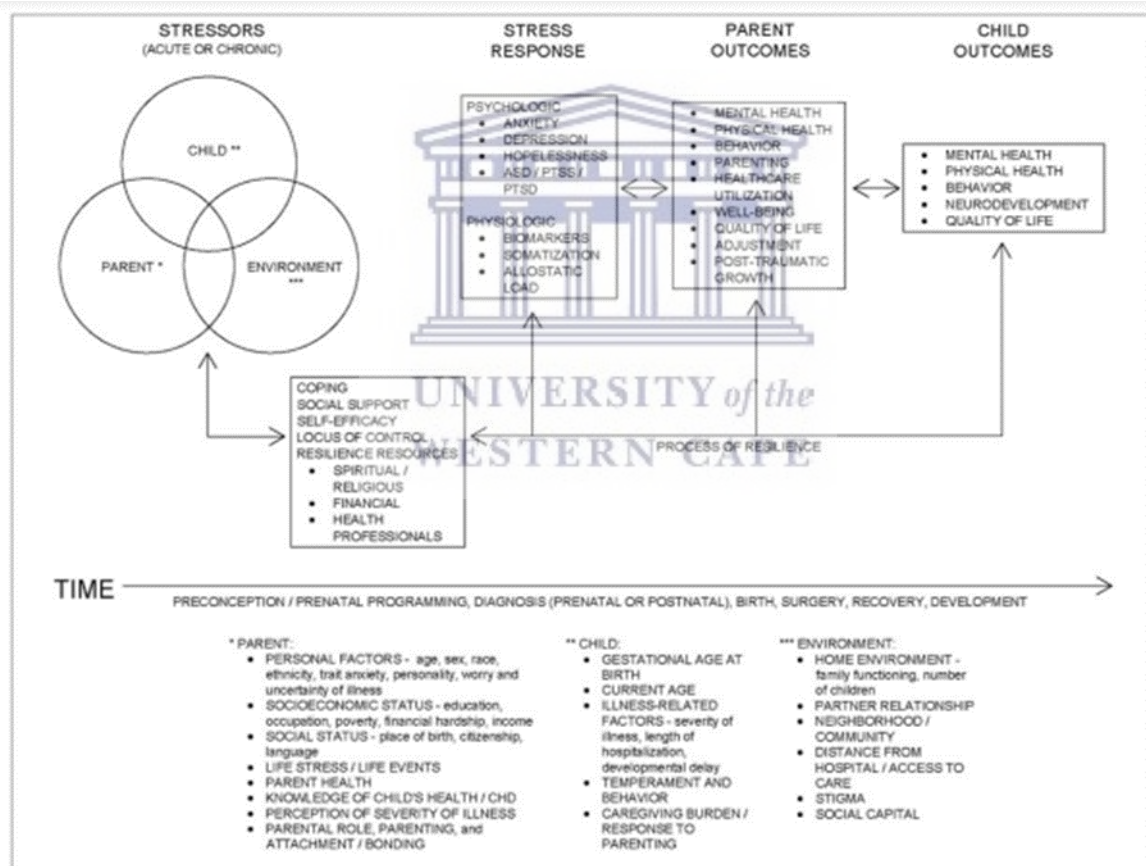 STRESSORS
(ACUTE OR CHRONIC)
STRESS
RESPONSE
PARENT
OUTCOMES
CHILD
OUTCOMES
CHILD **
PARENT *
ENVIRONMENT
***
PSYCHOLOGIC
• ANXIETY
• DEPRESSION
• HOPELESSNESS
• ASD / PTSS /
PTSD
PHYSIOLOGIC
• BIOMARKERS
• SOMATIZATION
• ALLOSTATIC
LOAD
• MENTAL HEALTH
• PHYSICAL HEALTH
• BEHAVIOR
• PARENTING
• HEALTHCARE
UTILIZATION
• WELL-BEING
• QUALITY OF LIFE
• ADJUSTMENT
• POST-TRAUMATIC
GROWTH
• MENTAL HEALTH
• PHYSICAL HEALTH
• BEHAVIOR
• NEURODEVELOPMENT
• QUALITY OF LIFE
COPING
SOCIAL SUPPORT
SELF-EFFICACY
LOCUS OF CONTROL
RESILIENCE RESOURCES
• SPIRITUAL /
RELIGIOUS
• FINANCIAL
• HEALTH
PROFESSIONALS
UNIVERSITY of the
WESTERN CAPE
PROCESS OF RESILIENCE
TIME
PRECONCEPTION / PRENATAL PROGRAMMING, DIAGNOSIS (PRENATAL OR POSTNATAL), BIRTH, SURGERY, RECOVERY, DEVELOPMENT
* PARENT:
• PERSONAL FACTORS - age, sex, race,
ethnicity, trait anxiety, personality, worry and
uncertainty of illness
• SOCIOECONOMIC STATUS - education,
occupation, poverty, financial hardship, income
• SOCIAL STATUS - place of birth, citizenship,
language
• LIFE STRESS / LIFE EVENTS
• PARENT HEALTH
• KNOWLEDGE OF CHILD'S HEALTH / CHD
• PERCEPTION OF SEVERITY OF ILLNESS
• PARENTAL ROLE, PARENTING, and
ATTACHMENT / BONDING
** CHILD:
• GESTATIONAL AGE AT
BIRTH
• CURRENT AGE
• ILLNESS-RELATED
FACTORS - severity of
illness, length of
hospitalization,
developmental delay
• TEMPERAMENT AND
BEHAVIOR
• CAREGIVING BURDEN /
RESPONSE TO
PARENTING
*** ENVIRONMENT:
• HOME ENVIRONMENT -
family functioning, number
of children
• PARTNER RELATIONSHIP
• NEIGHBORHOOD /
COMMUNITY
• DISTANCE FROM
HOSPITAL / ACCESS TO
CARE
• STIGMA
• SOCIAL CAPITAL